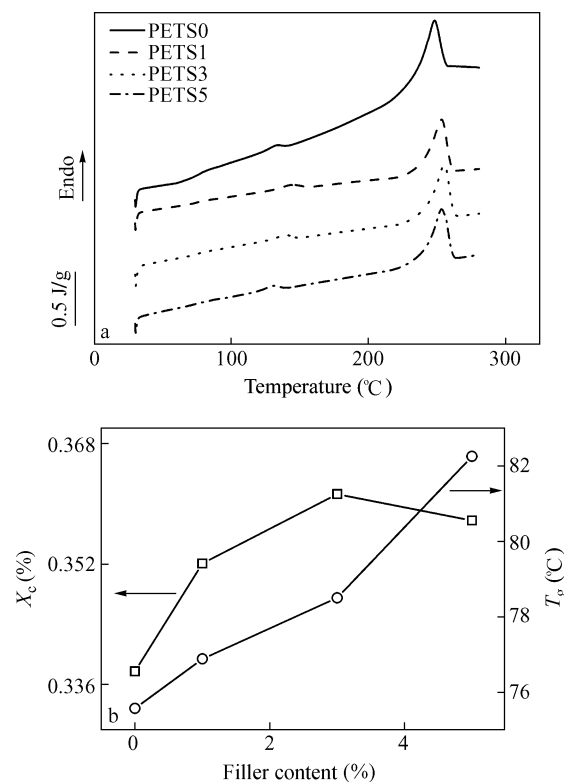 PETS0
PETS1
PETS3
PETS5
Endo
0.5 J/g
a
0 100 200 300
Temperature (℃)
0.368
0.352
0.336
Xc (%)
82
80
78
76
Tg (℃)
b
0 2 4
Filler content (%)